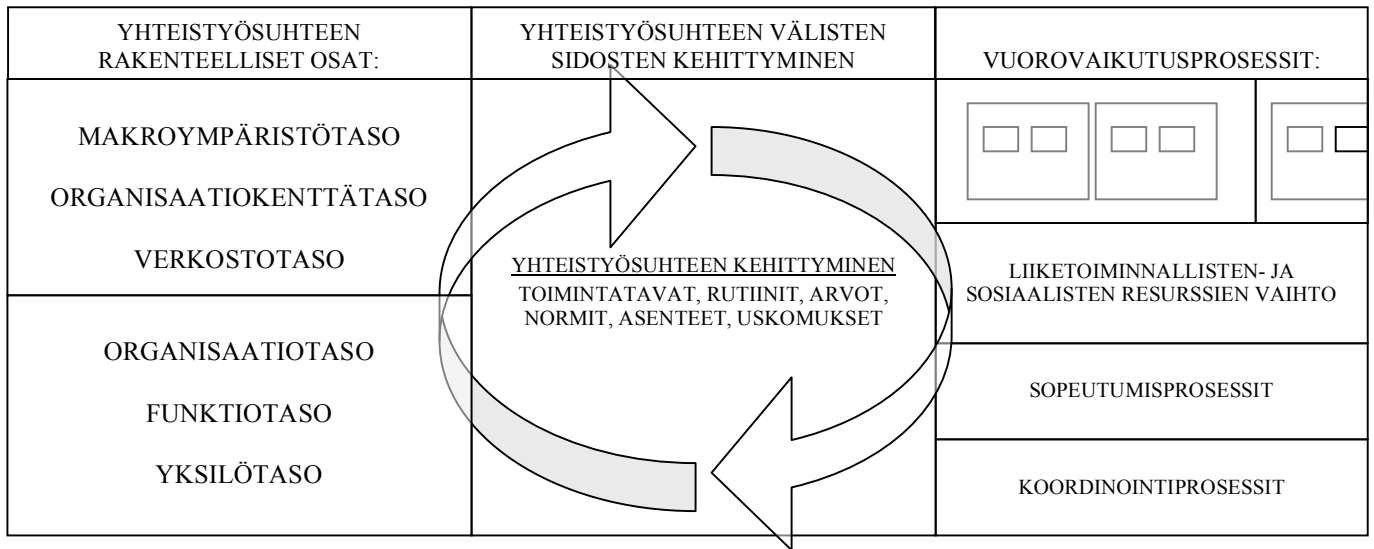 YHTEISTYÖSUHTEEN
RAKENTEELLISET OSAT:
YHTEISTYÖSUHTEEN VÄLISTEN
SIDOSTEN KEHITTYMINEN
VUOROVAIKUTUSPROSESSIT:
MAKROYMPÄRISTÖTASO
ORGANISAATIOKENTTÄTASO
VERKOSTOTASO
ORGANISAATIOTASO
FUNKTIOTASO
YKSILÖTASO
YHTEISTYÖSUHTEEN KEHITTYMINEN
TOIMINTATAVAT, RUTIINIT, ARVOT,
NORMIT, ASENTEET, USKOMUKSET
LIIKETOIMINNALLISTEN- JA
SOSIAALISTEN RESURSSIEN VAIHTO
SOPEUTUMISPROSESSIT
KOORDINOINTIPROSESSIT